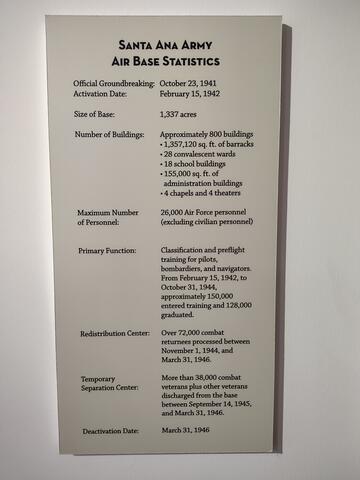 Santa Ana Army
Air Base Statistics
Official Groundbreaking: October 23, 1941
Activation Date: February 15, 1942
Size of Base: 1,337 acres
Number of Buildings: Approximately 800 buildings
• 1,357,120 sq. ft. of barracks
• 28 convalescent wards
• 18 school buildings
• 155,000 sq. ft. of
administration buildings
• 4 chapels and 4 theaters
Maximum Number 26,000 Air Force personnel
of Personnel: (excluding civilian personnel)
Primary Function: Classification and preflight
training for pilots,
bombardiers, and navigators.
From February 15, 1942, to
October 31, 1944,
approximately 150,000
entered training and 128,000
graduated.
Redistribution Center: Over 72,000 combat
returnees processed between
November 1, 1944, and
March 31, 1946.
Temporary More than 38,000 combat
Separation Center: veterans plus other veterans
discharged from the base
between September 14, 1945,
and March 31, 1946.
Deactivation Date: March 31, 1946